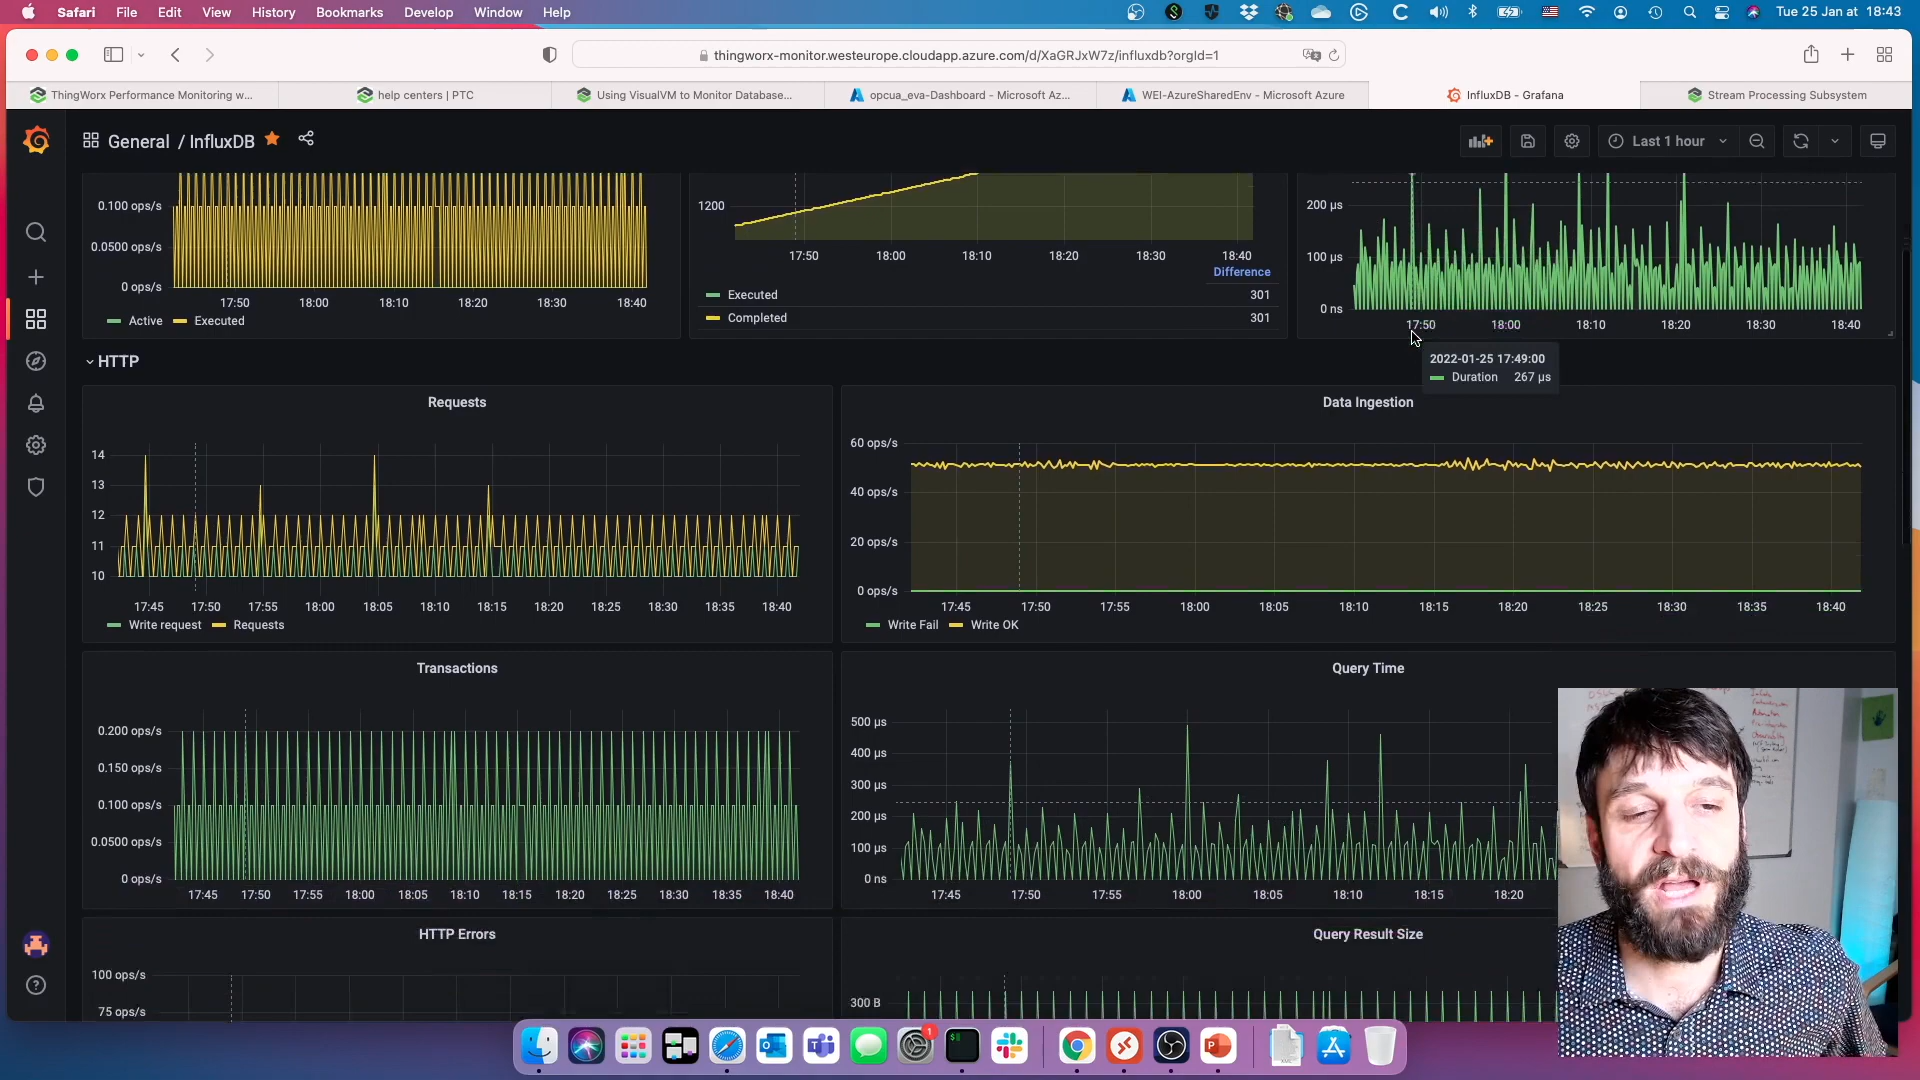 Safari File Edit View History Bookmarks Develop Window Help
Tue 25 Jan at 18:43
thingworx-monitor.westeurope.cloudapp.azure.com/d/XaGRJxW7z/influxdb?orgId=1
ThingWorx Performance Monitoring w...
help centers | PTC
Using VisualVM to Monitor Database...
opcua_eva-Dashboard - Microsoft Az...
WEI-AzureSharedEnv - Microsoft Azure
InfluxDB - Grafana
Stream Processing Subsystem
General / InfluxDB
Last 1 hour
0.100 ops/s
0.0500 ops/s
0 ops/s
17:50 18:00 18:10 18:20 18:30 18:40
Active Executed
1200
17:50 18:00 18:10 18:20 18:30 18:40
Difference
Executed 301
Completed 301
200 µs
100 µs
0 ns
17:50 18:00 18:10 18:20 18:30 18:40
2022-01-25 17:49:00
Duration 267 µs
HTTP
Requests
14
13
12
11
10
17:45 17:50 17:55 18:00 18:05 18:10 18:15 18:20 18:25 18:30 18:35 18:40
Write request Requests
Data Ingestion
60 ops/s
40 ops/s
20 ops/s
0 ops/s
17:45 17:50 17:55 18:00 18:05 18:10 18:15 18:20 18:25 18:30 18:35 18:40
Write Fail Write OK
Transactions
0.200 ops/s
0.150 ops/s
0.100 ops/s
0.0500 ops/s
0 ops/s
17:45 17:50 17:55 18:00 18:05 18:10 18:15 18:20 18:25 18:30 18:35 18:40
Query Time
500 µs
400 µs
300 µs
200 µs
100 µs
0 ns
17:45 17:50 17:55 18:00 18:05 18:10 18:15 18:20
HTTP Errors
100 ops/s
75 ops/s
Query Result Size
300 B
1